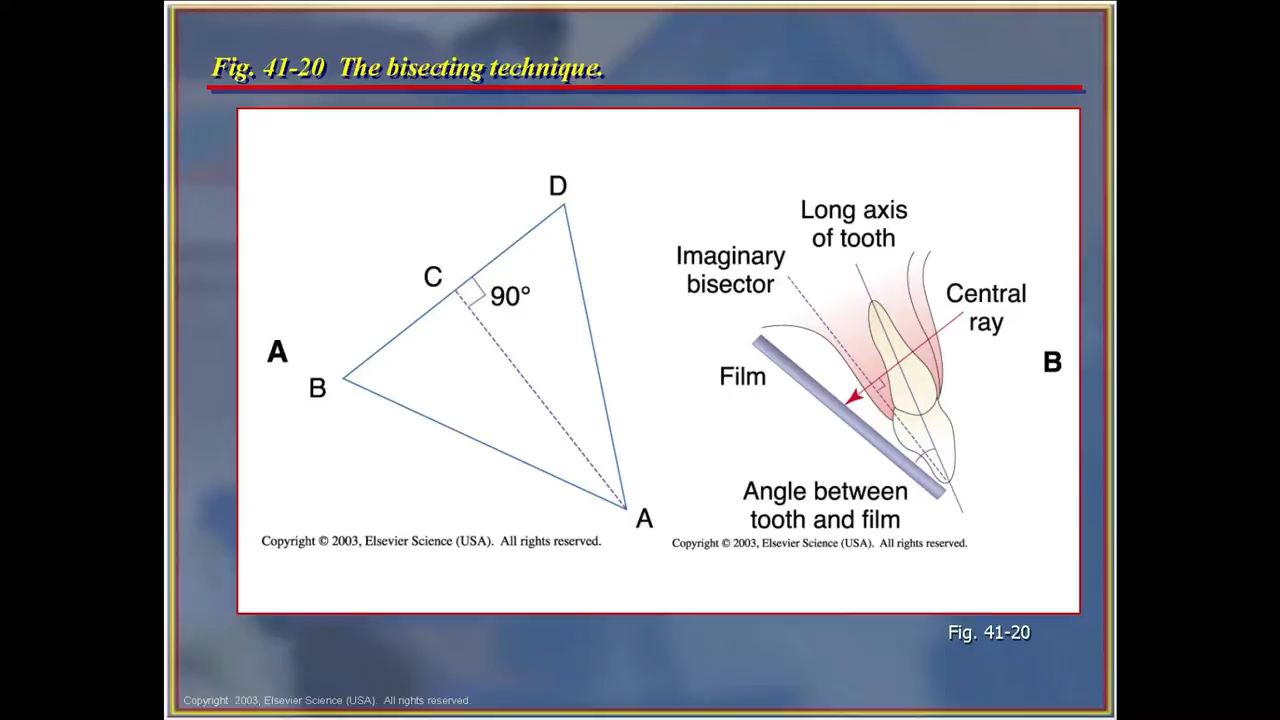 Fig. 41-20 The bisecting technique.
D
C
90°
A
B
A
Copyright © 2003, Elsevier Science (USA). All rights reserved.
Long axis
of tooth
Imaginary
bisector
Central
ray
Film
B
Angle between
tooth and film
Copyright © 2003, Elsevier Science (USA). All rights reserved.
Fig. 41-20
Copyright 2003, Elsevier Science (USA). All rights reserved.